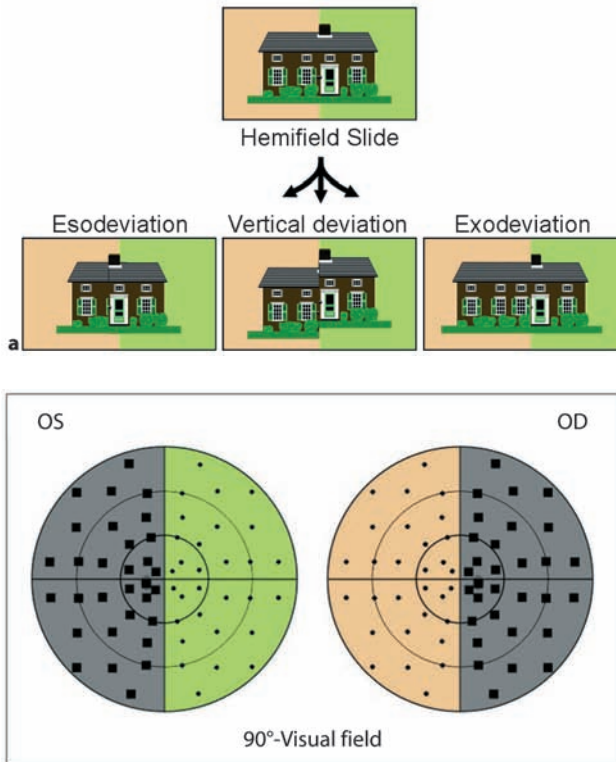 Hemifield Slide
Esodeviation Vertical deviation Exodeviation
a
OS OD
90°-Visual field